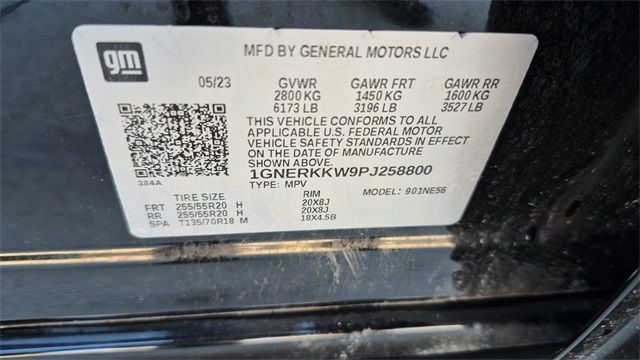 gm
MFD BY GENERAL MOTORS LLC
05/23 GVWR GAWR FRT GAWR RR
2800 KG 1450 KG 1600 KG
6173 LB 3196 LB 3527 LB
THIS VEHICLE CONFORMS TO ALL
APPLICABLE U.S. FEDERAL MOTOR
VEHICLE SAFETY STANDARDS IN EFFECT
ON THE DATE OF MANUFACTURE
SHOWN ABOVE.
384A 1GNERKKW9PJ258800
TYPE: MPV MODEL: 901NE56
TIRE SIZE RIM
FRT 255/55R20 H 20X8J
RR 255/55R20 H 20X8J
SPA T135/70R18 M 18X4.5B